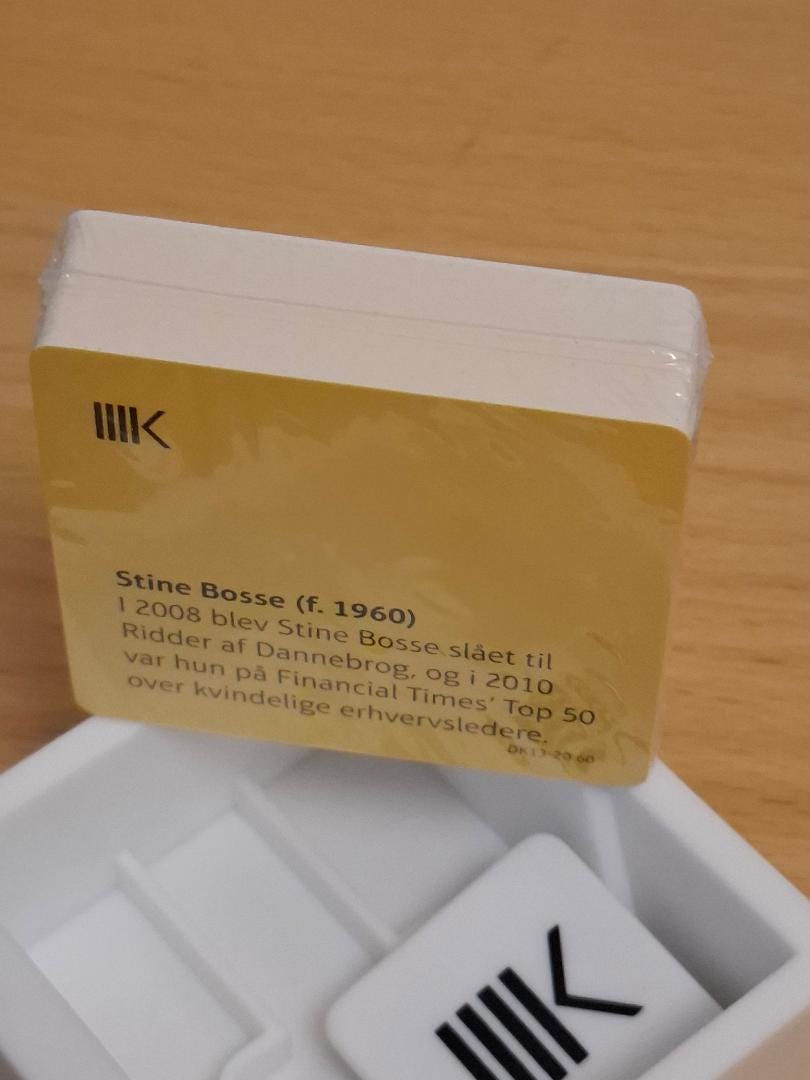 Stine Bosse (f. 1960)
I 2008 blev Stine Bosse slået til
Ridder af Dannebrog, og i 2010
var hun på Financial Times’ Top 50
over kvindelige erhvervsledere.